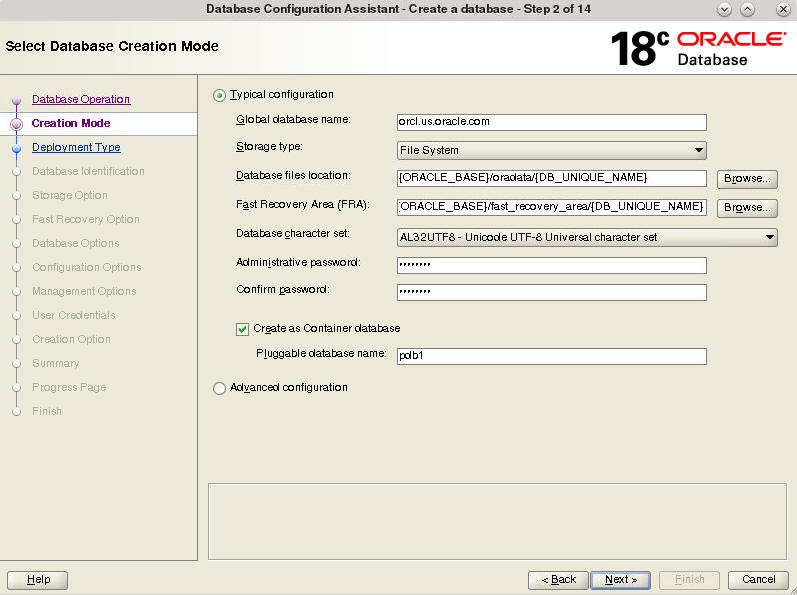 Database Configuration Assistant - Create a database - Step 2 of 14
Select Database Creation Mode
18c ORACLE
Database
Database Operation
Creation Mode
Deployment Type
Database Identification
Storage Option
Fast Recovery Option
Database Options
Configuration Options
Management Options
User Credentials
Creation Option
Summary
Progress Page
Finish
Typical configuration
Global database name: orcl.us.oracle.com
Storage type: File System
Database files location: {ORACLE_BASE}/oradata/{DB_UNIQUE_NAME} Browse...
Fast Recovery Area (FRA): {ORACLE_BASE}/fast_recovery_area/{DB_UNIQUE_NAME} Browse...
Database character set: AL32UTF8 - Unicode UTF-8 Universal character set
Administrative password: ••••••••
Confirm password: ••••••••
Create as Container database
Pluggable database name: pdb1
Advanced configuration
Help < Back Next > Finish Cancel